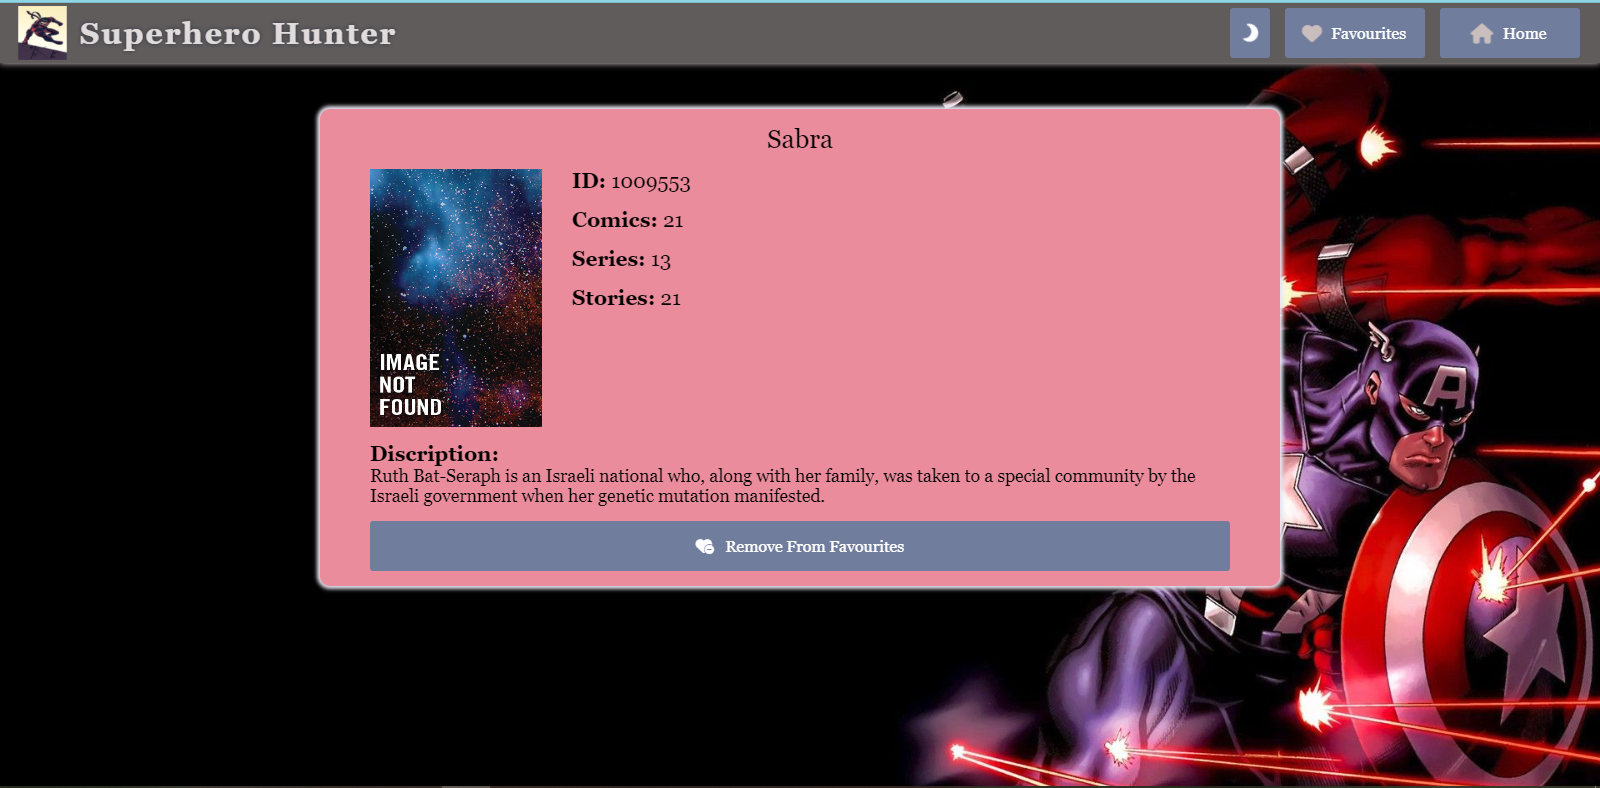 Superhero Hunter
Favourites
Home
Sabra
ID: 1009553
Comics: 21
Series: 13
Stories: 21
IMAGE
NOT
FOUND
Discription:
Ruth Bat-Seraph is an Israeli national who, along with her family, was taken to a special community by the
Israeli government when her genetic mutation manifested.
Remove From Favourites
A